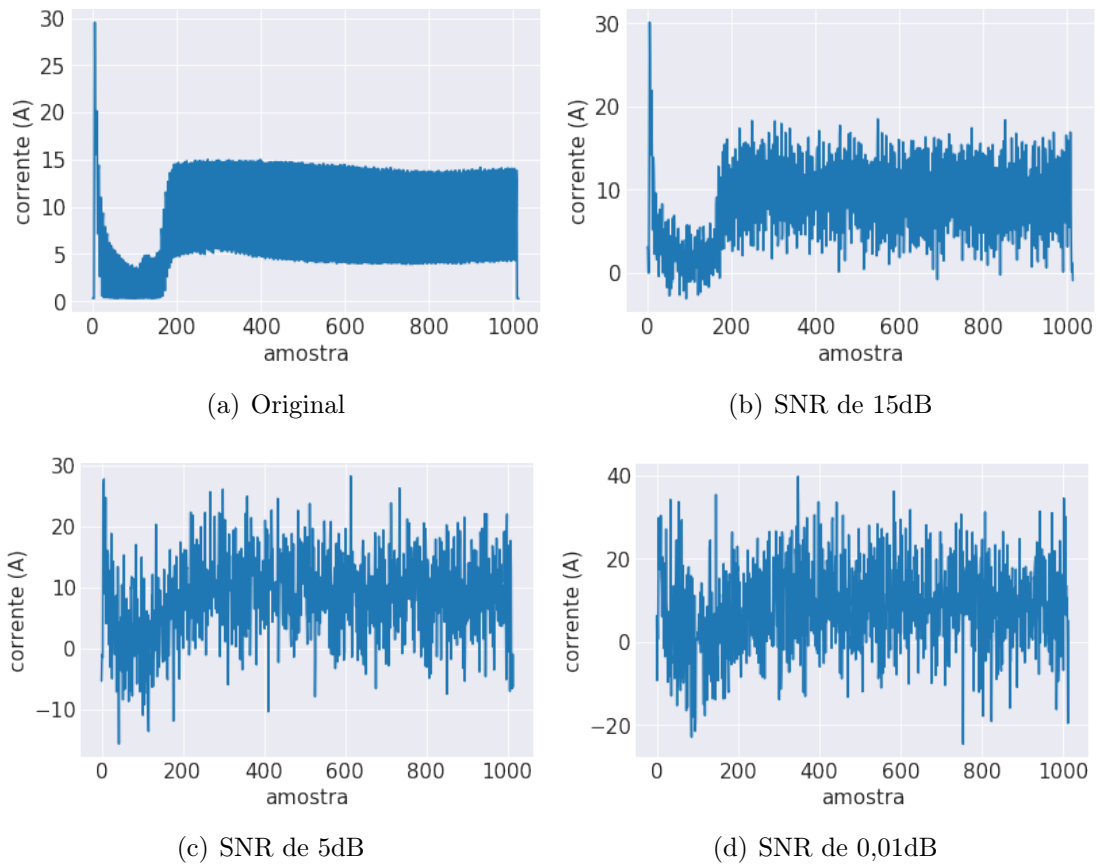 30
25
20
15
10
5
0
corrente (A)
0 200 400 600 800 1000
amostra
(a) Original
30
20
10
0
corrente (A)
0 200 400 600 800 1000
amostra
(b) SNR de 15dB
30
20
10
0
−10
corrente (A)
0 200 400 600 800 1000
amostra
(c) SNR de 5dB
40
20
0
−20
corrente (A)
0 200 400 600 800 1000
amostra
(d) SNR de 0,01dB